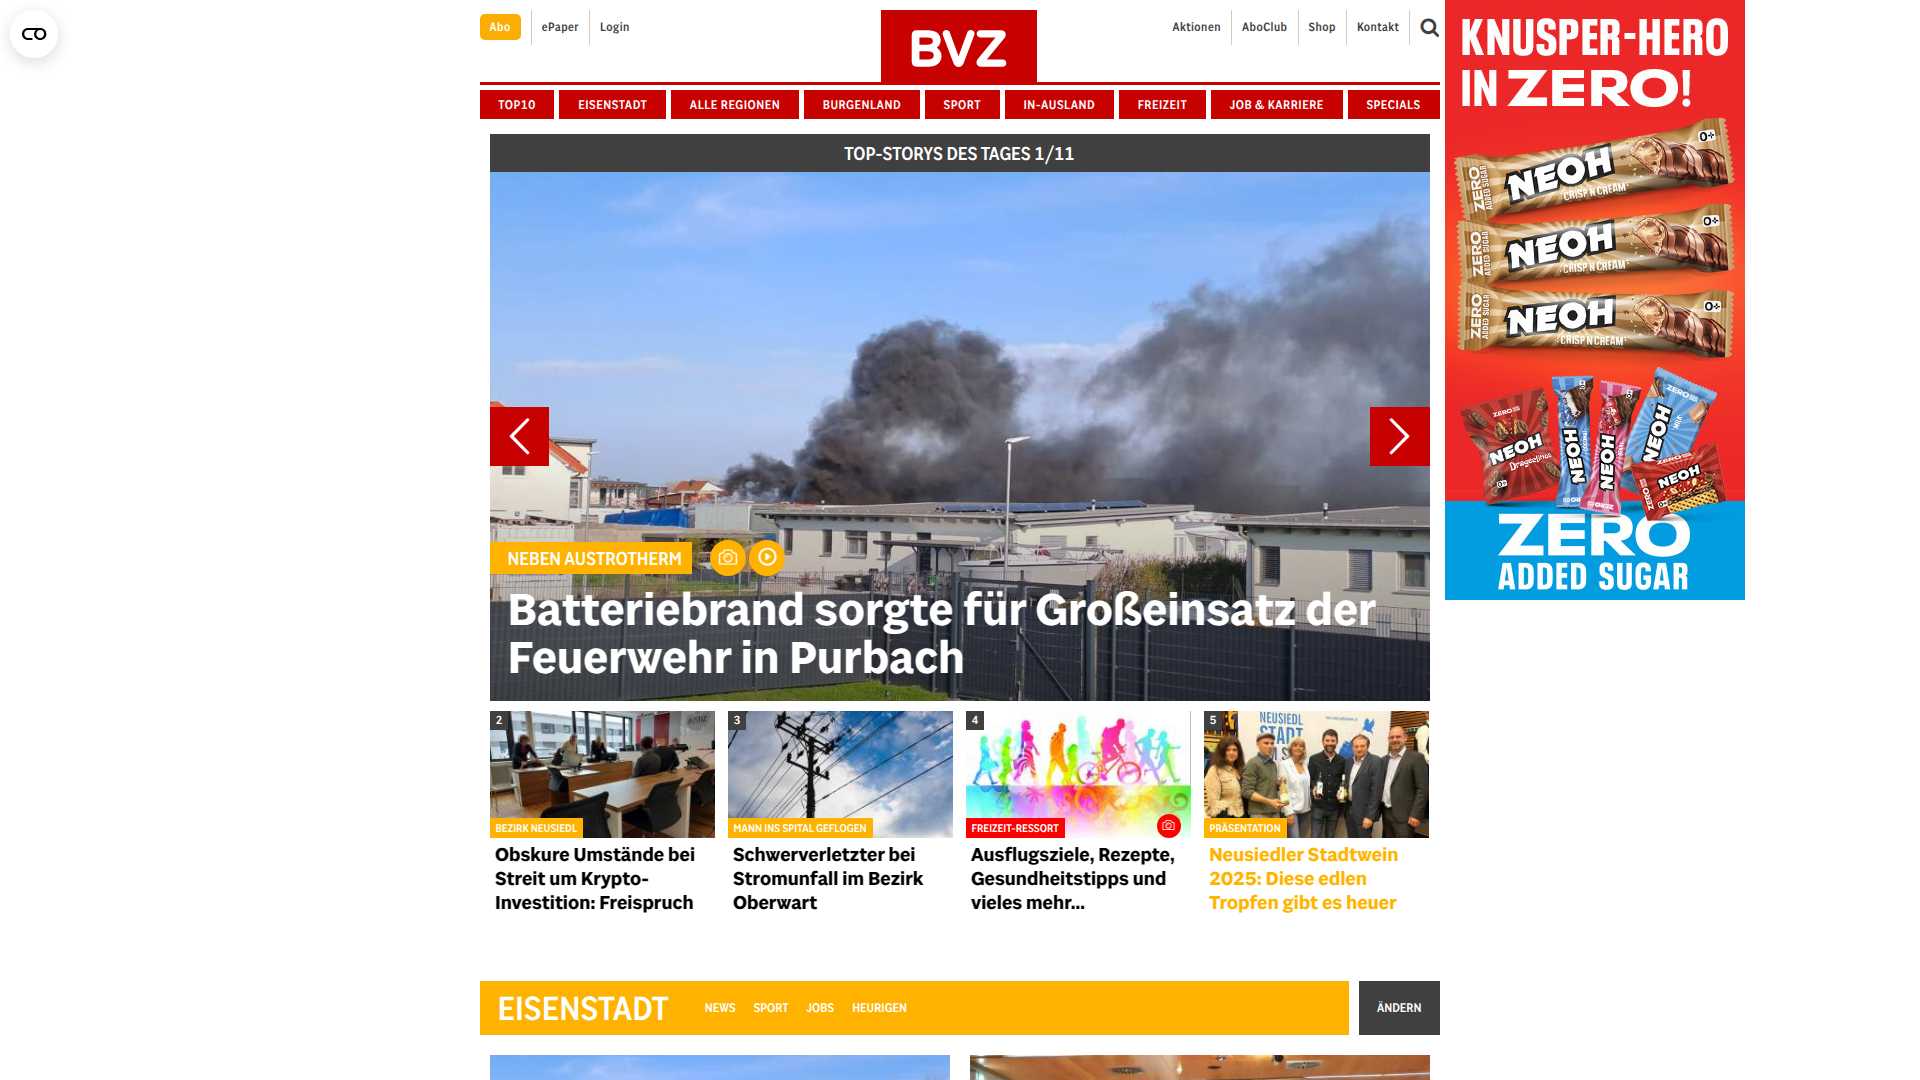 Abo
ePaper
Login
BVZ
Aktionen
AboClub
Shop
Kontakt
TOP10
EISENSTADT
ALLE REGIONEN
BURGENLAND
SPORT
IN-AUSLAND
FREIZEIT
JOB & KARRIERE
SPECIALS
TOP-STORYS DES TAGES 1/11
NEBEN AUSTROTHERM
Batteriebrand sorgte für Großeinsatz der
Feuerwehr in Purbach
2
BEZIRK NEUSIEDL
Obskure Umstände bei
Streit um Krypto-
Investition: Freispruch
3
MANN INS SPITAL GEFLOGEN
Schwerverletzter bei
Stromunfall im Bezirk
Oberwart
4
FREIZEIT-RESSORT
Ausflugsziele, Rezepte,
Gesundheitstipps und
vieles mehr...
5
NEUSIEDL
STADT
PRÄSENTATION
Neusiedler Stadtwein
2025: Diese edlen
Tropfen gibt es heuer
EISENSTADT
NEWS
SPORT
JOBS
HEURIGEN
ÄNDERN
KNUSPER-HERO
IN ZERO!
ZERO ADDED SUGAR
NEOH
CRISP'N CREAM
ZERO ADDED SUGAR
NEOH
CRISP'N CREAM
ZERO ADDED SUGAR
NEOH
CRISP'N CREAM
NEOH
NEOH
NEOH
NEOH
NEOH
ZERO
ADDED SUGAR